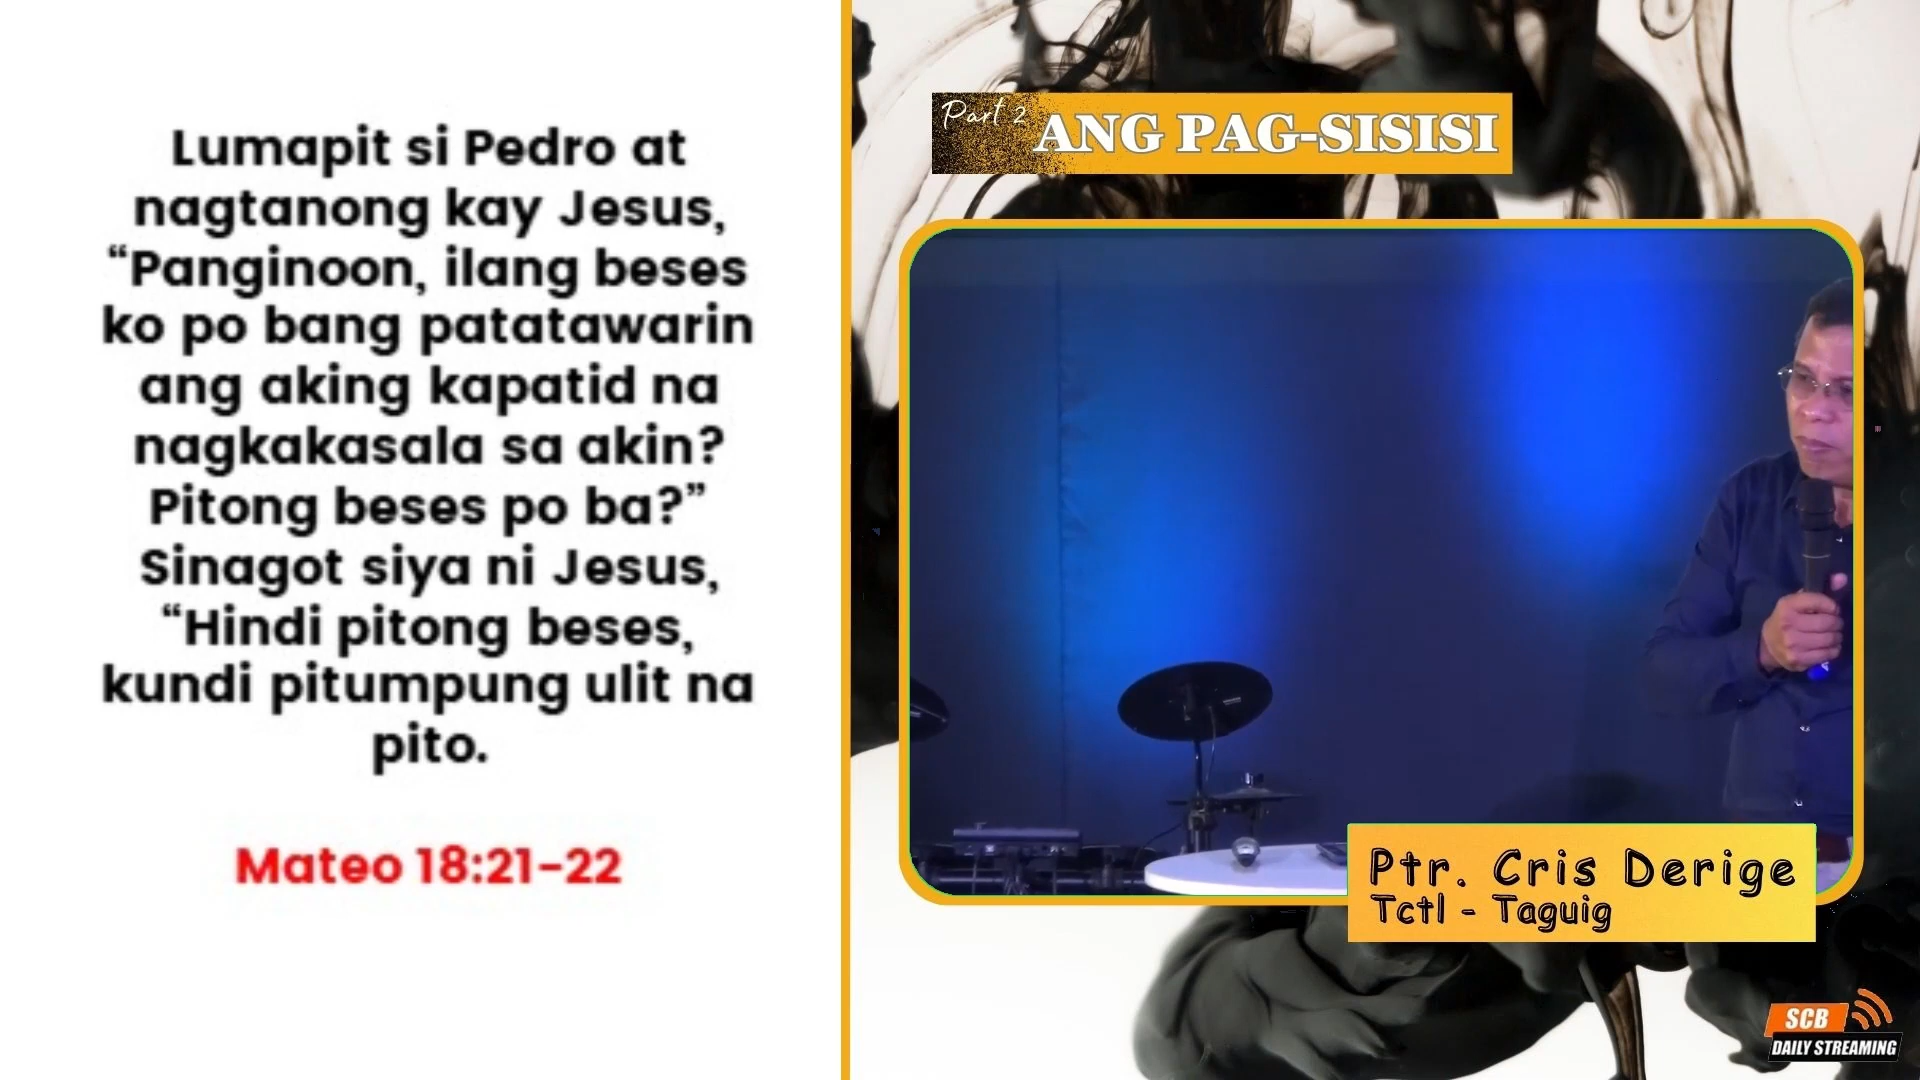 Lumapit si Pedro at
nagtanong kay Jesus,
“Panginoon, ilang beses
ko po bang patatawarin
ang aking kapatid na
nagkakasala sa akin?
Pitong beses po ba?”
Sinagot siya ni Jesus,
“Hindi pitong beses,
kundi pitumpung ulit na
pito.
Mateo 18:21-22
Part 2
ANG PAG-SISISI
Ptr. Cris Derige
Tctl - Taguig
SCB
DAILY STREAMING